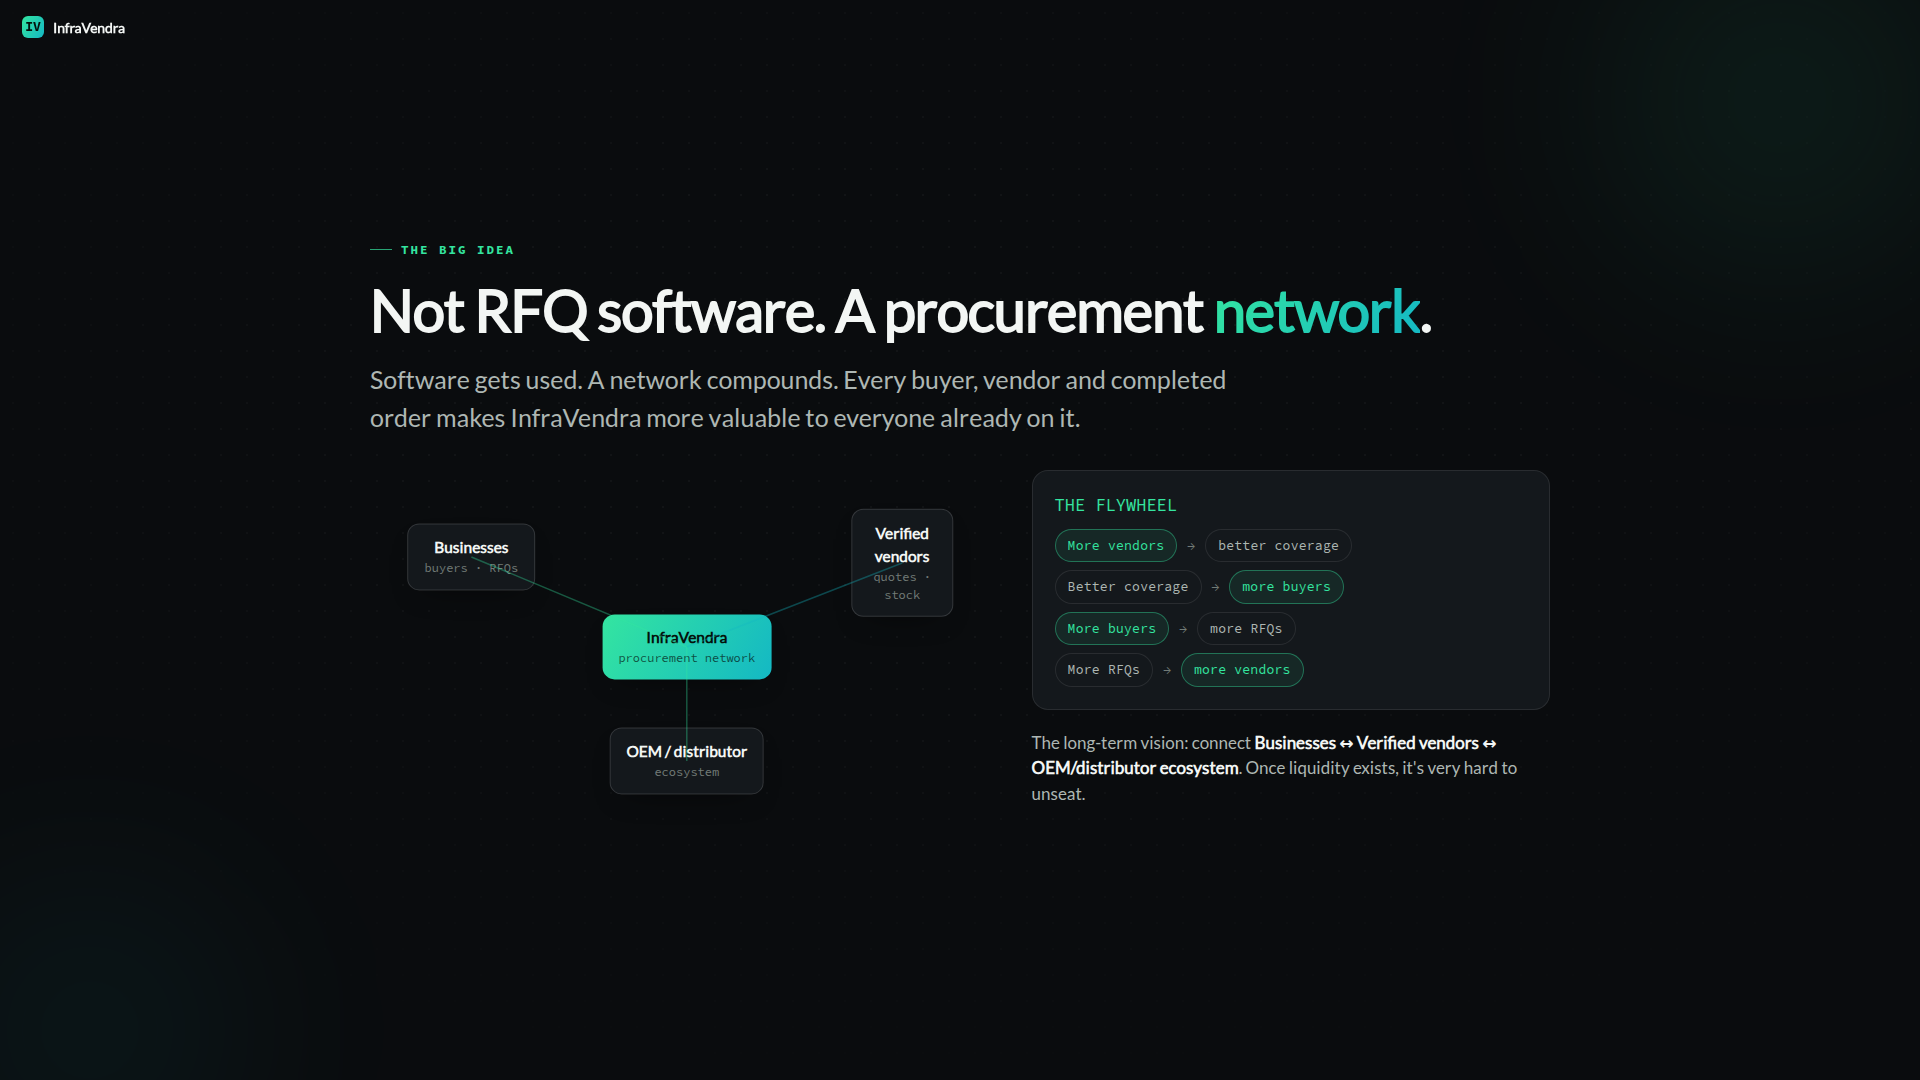 IV InfraVendra
THE BIG IDEA
Not RFQ software. A procurement network.
Software gets used. A network compounds. Every buyer, vendor and completed
order makes InfraVendra more valuable to everyone already on it.
Businesses
buyers · RFQs
Verified
vendors
quotes ·
stock
InfraVendra
procurement network
OEM / distributor
ecosystem
THE FLYWHEEL
More vendors → better coverage
Better coverage → more buyers
More buyers → more RFQs
More RFQs → more vendors
The long-term vision: connect Businesses ↔ Verified vendors ↔
OEM/distributor ecosystem. Once liquidity exists, it's very hard to
unseat.